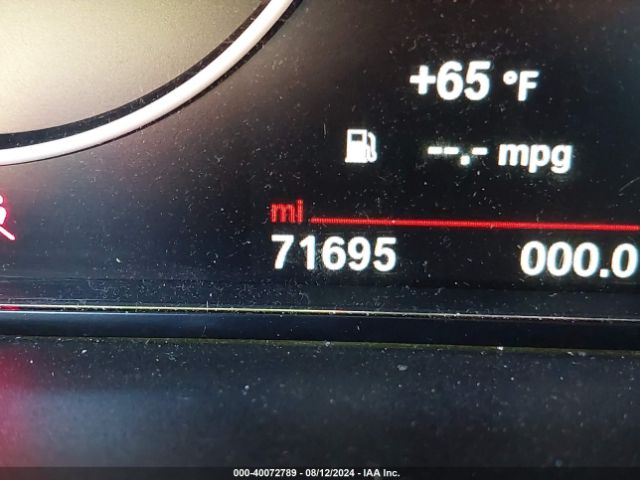 +65 °F
--.- mpg
mi
71695 000.0
000-40072789 - 08/12/2024 - IAA Inc.